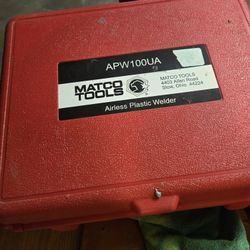 APW100UA
MATCO
TOOLS
MATCO TOOLS
4403 Allen Road
Stow, Ohio 44224
Airless Plastic Welder